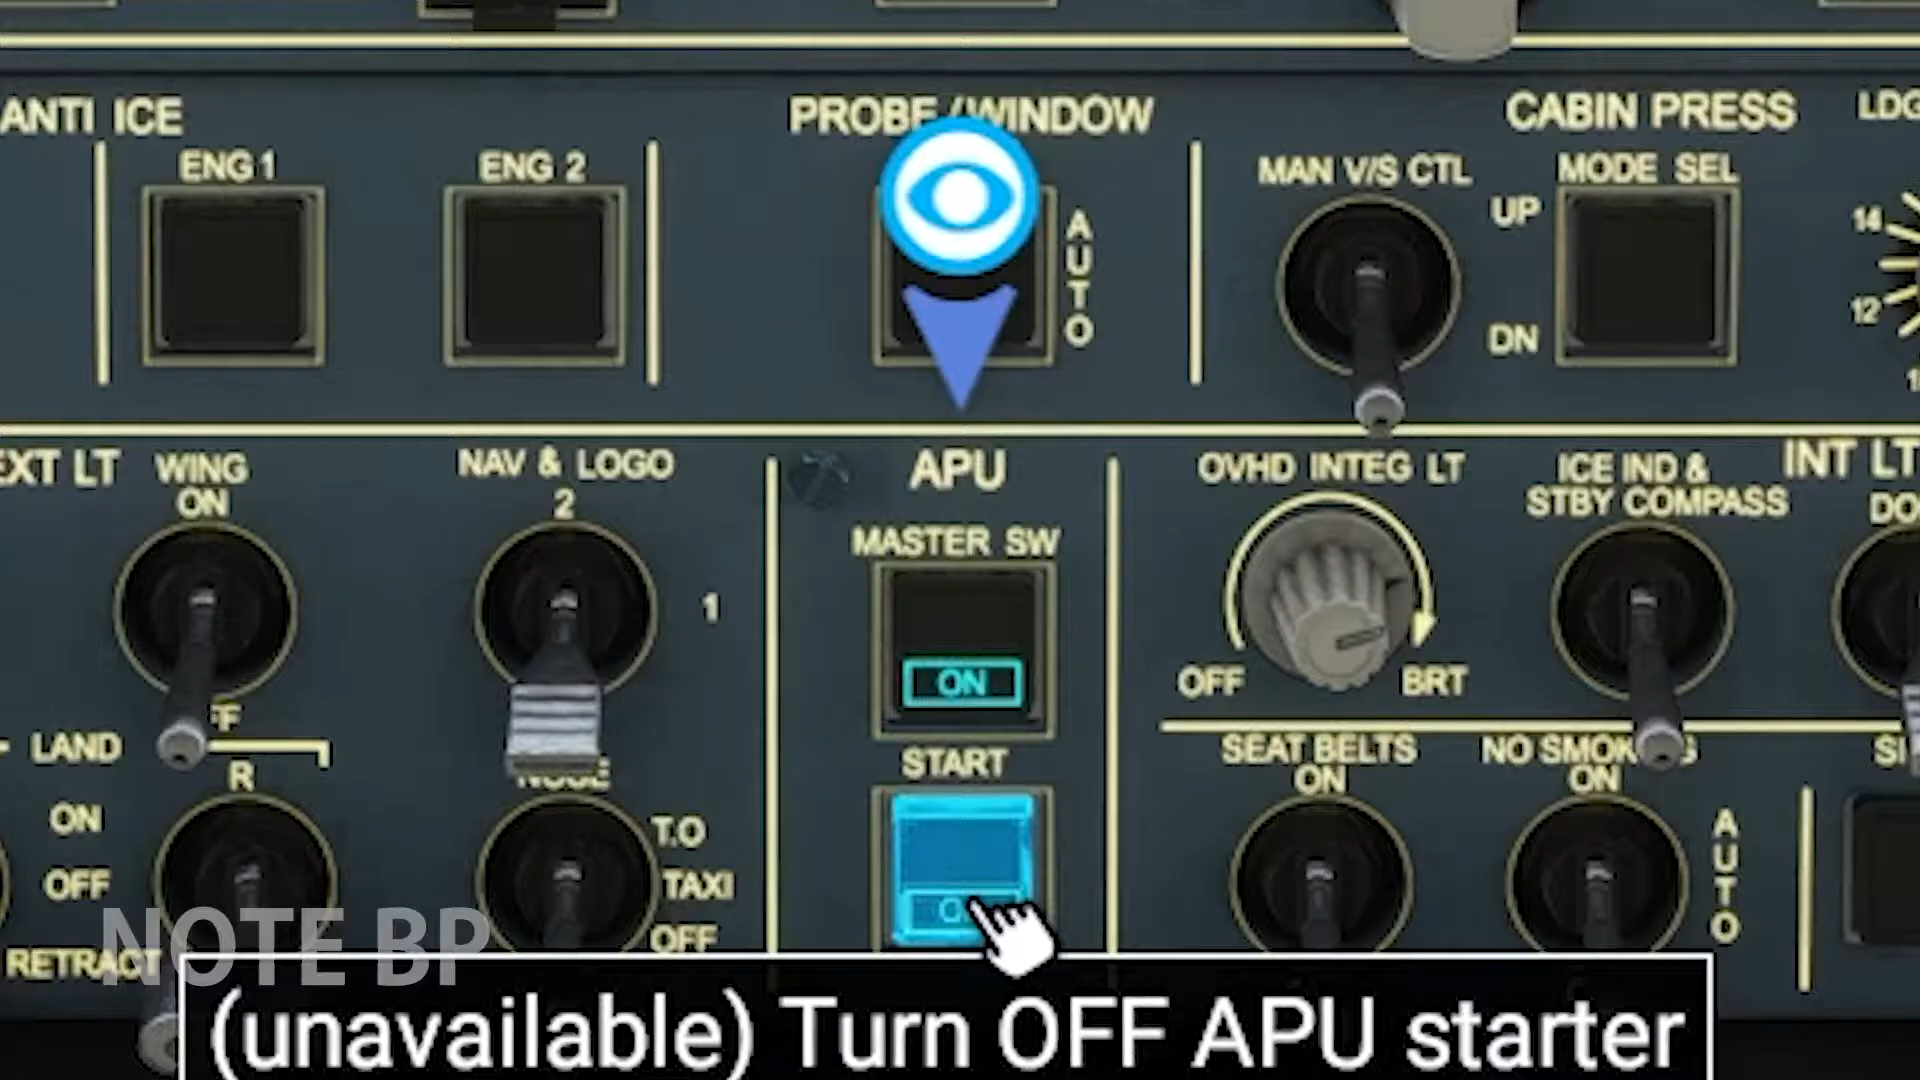 ANTI ICE
ENG 1
ENG 2
PROBE / WINDOW
AUTO
MAN V/S CTL
UP
DN
CABIN PRESS
MODE SEL
LDG
14
12
EXT LT
WING
ON
NAV & LOGO
2
1
APU
MASTER SW
ON
START
OVHD INTEG LT
OFF
BRT
ICE IND &
STBY COMPASS
INT LT
LAND
R
ON
OFF
RETRACT
T.O
TAXI
OFF
SEAT BELTS
ON
NO SMOK
ON
AUTO
NOTE BP
(unavailable) Turn OFF APU starter